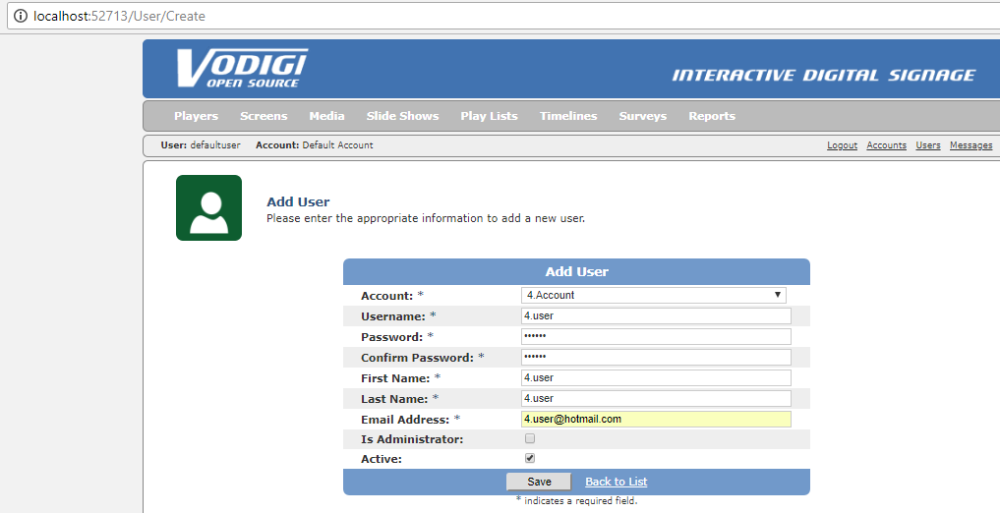 localhost:52713/User/Create
VODIGI
OPEN SOURCE
INTERACTIVE DIGITAL SIGNAGE
Players Screens Media Slide Shows Play Lists Timelines Surveys Reports
User: defaultuser Account: Default Account Logout Accounts Users Messages
Add User
Please enter the appropriate information to add a new user.
Add User
Account: * 4.Account
Username: * 4.user
Password: * ••••••
Confirm Password: * ••••••
First Name: * 4.user
Last Name: * 4.user
Email Address: * 4.user@hotmail.com
Is Administrator:
Active:
Save Back to List
* indicates a required field.